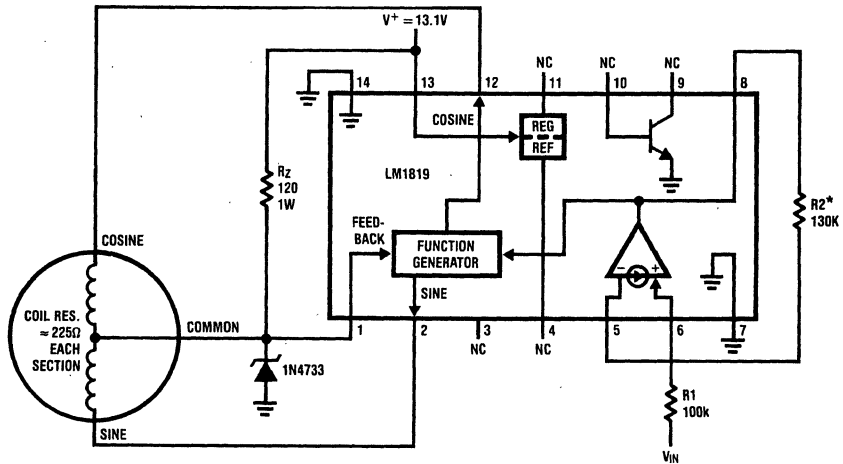 V+ = 13.1V
14
13
12
NC
11
NC
10
NC
9
8
COSINE
REG
REF
LM1819
RZ
120
1W
R2*
130K
FEED-
BACK
FUNCTION
GENERATOR
COSINE
SINE
COIL RES.
≈ 225Ω
EACH
SECTION
COMMON
1
2
3
4
5
6
7
NC
NC
1N4733
SINE
R1
100k
VIN
- +